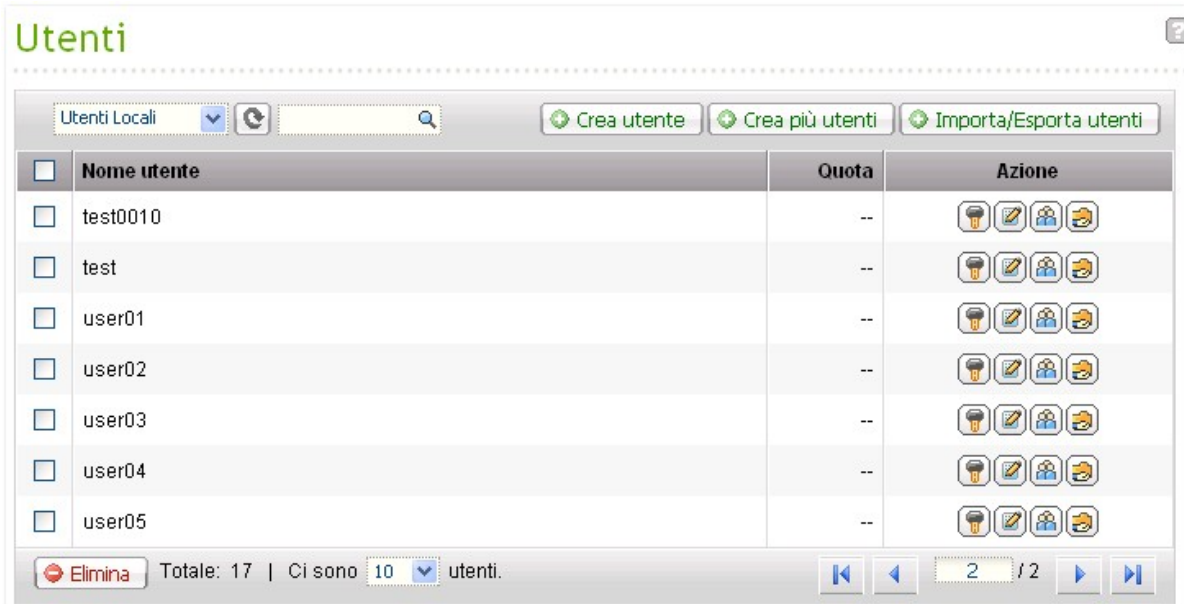 Utenti
Utenti Locali Crea utente Crea più utenti Importa/Esporta utenti
Nome utente Quota Azione
test0010 --
test --
user01 --
user02 --
user03 --
user04 --
user05 --
Elimina Totale: 17 | Ci sono 10 utenti. 2 / 2